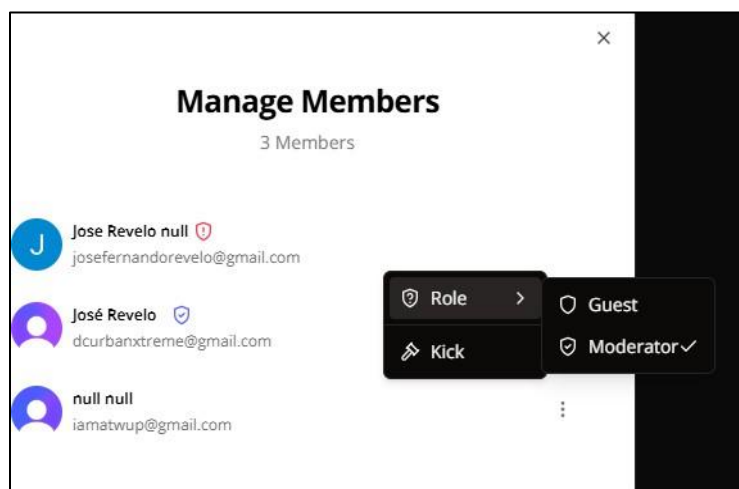 Manage Members
3 Members
J
Jose Revelo null
josefernandorevelo@gmail.com
José Revelo
dcurbanxtreme@gmail.com
null null
iamatwup@gmail.com
Role
Kick
Guest
Moderator